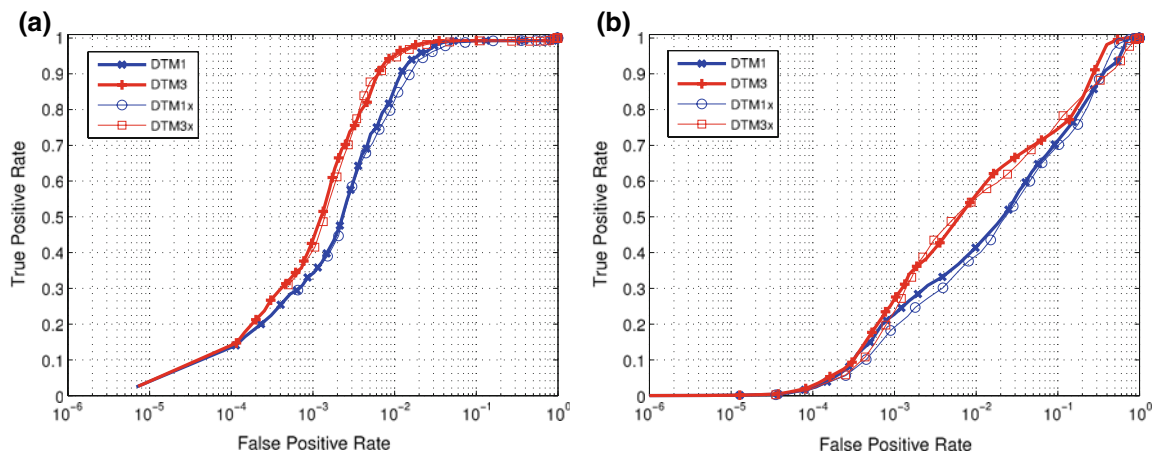 (a)
True Positive Rate
1
0.9
0.8
0.7
0.6
0.5
0.4
0.3
0.2
0.1
0
DTM1
DTM3
DTM1x
DTM3x
10^-6
10^-5
10^-4
10^-3
10^-2
10^-1
10^0
False Positive Rate
(b)
True Positive Rate
1
0.9
0.8
0.7
0.6
0.5
0.4
0.3
0.2
0.1
0
DTM1
DTM3
DTM1x
DTM3x
10^-6
10^-5
10^-4
10^-3
10^-2
10^-1
10^0
False Positive Rate